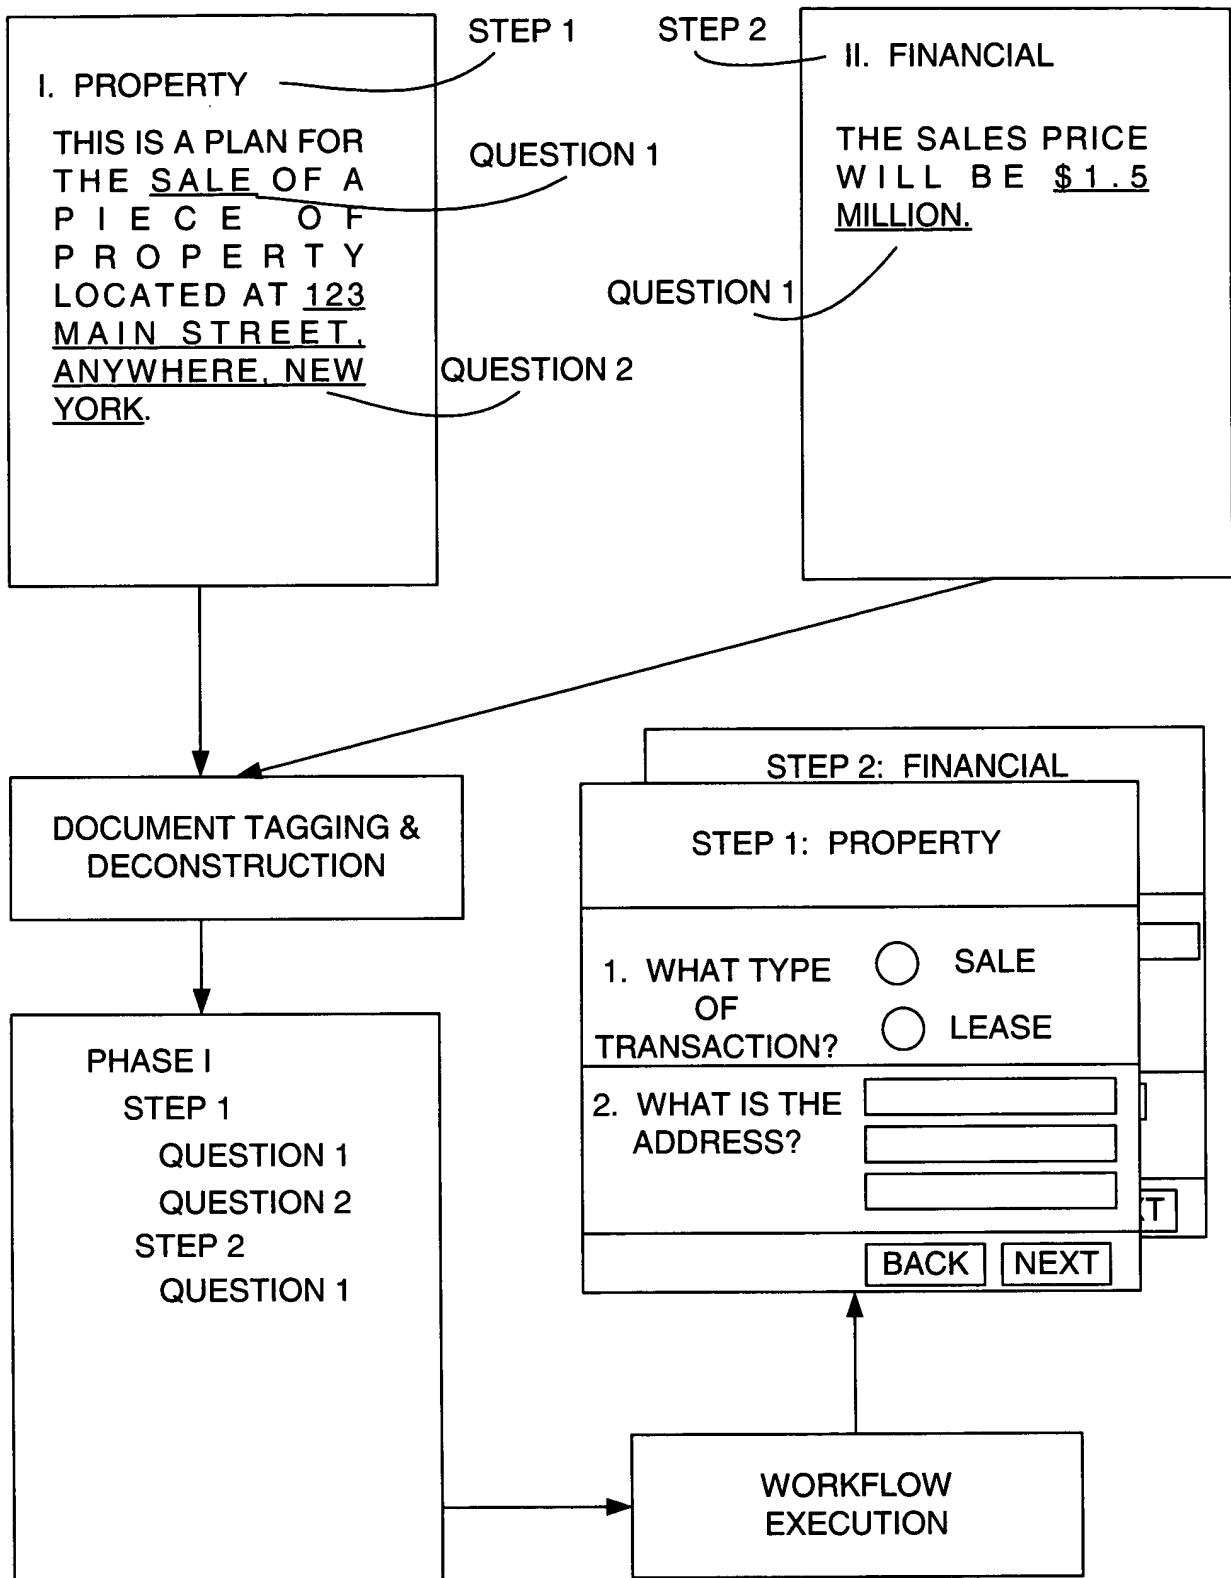 STEP 1
STEP 2
I. PROPERTY
THIS IS A PLAN FOR
THE SALE OF A
PIECE OF
PROPERTY
LOCATED AT 123
MAIN STREET,
ANYWHERE, NEW
YORK.
QUESTION 1
QUESTION 2
II. FINANCIAL
THE SALES PRICE
WILL BE $1.5
MILLION.
QUESTION 1
DOCUMENT TAGGING &
DECONSTRUCTION
PHASE I
STEP 1
QUESTION 1
QUESTION 2
STEP 2
QUESTION 1
STEP 2: FINANCIAL
STEP 1: PROPERTY
1. WHAT TYPE
OF
TRANSACTION?
SALE
LEASE
2. WHAT IS THE
ADDRESS?
BACK
NEXT
XT
WORKFLOW
EXECUTION